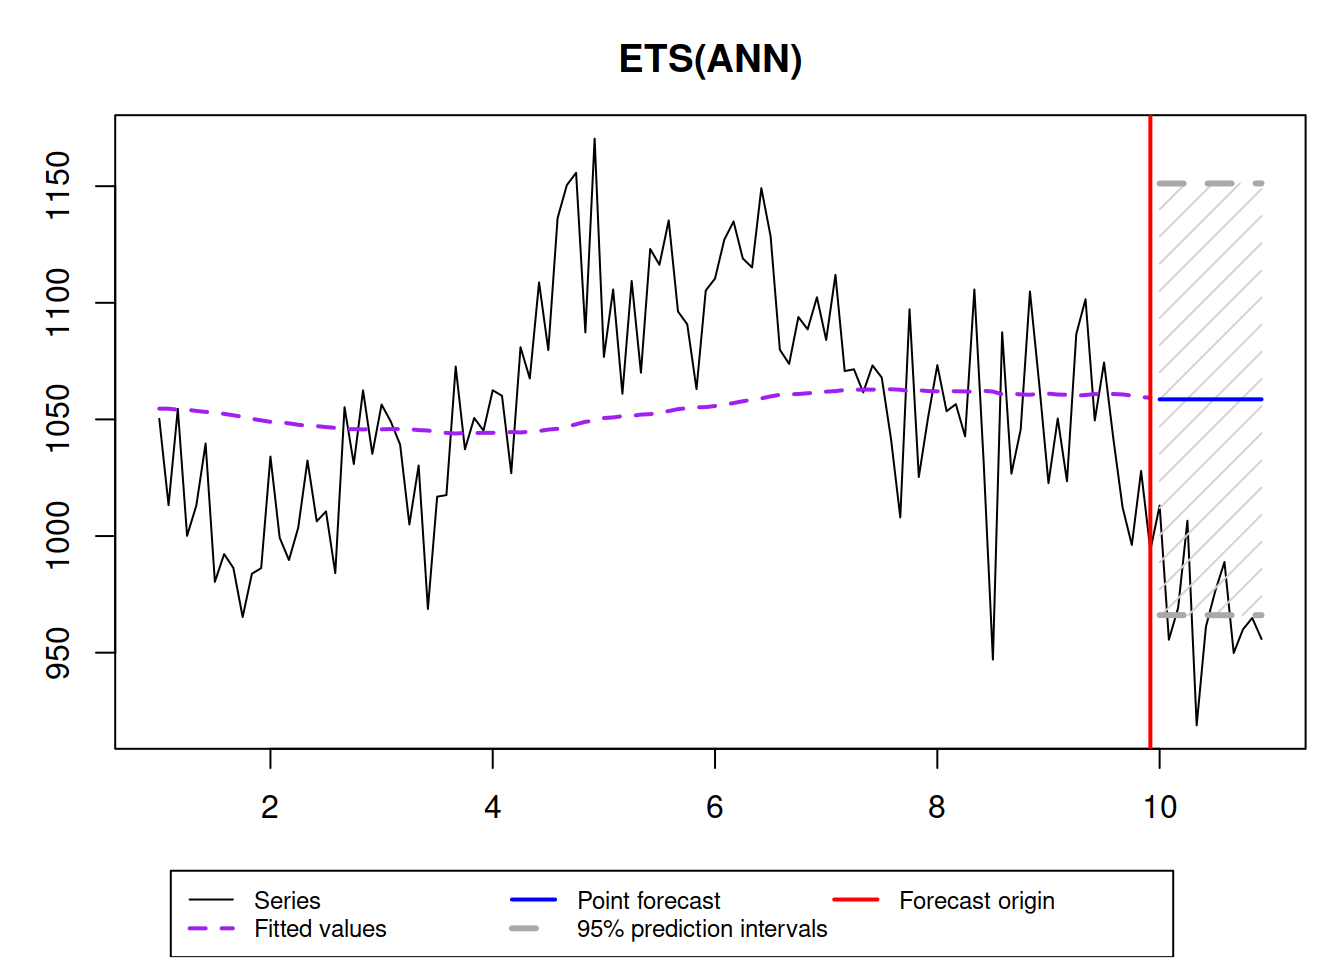 ETS(ANN)
1150
1100
1050
1000
950
2 4 6 8 10
Series Point forecast Forecast origin
Fitted values 95% prediction intervals